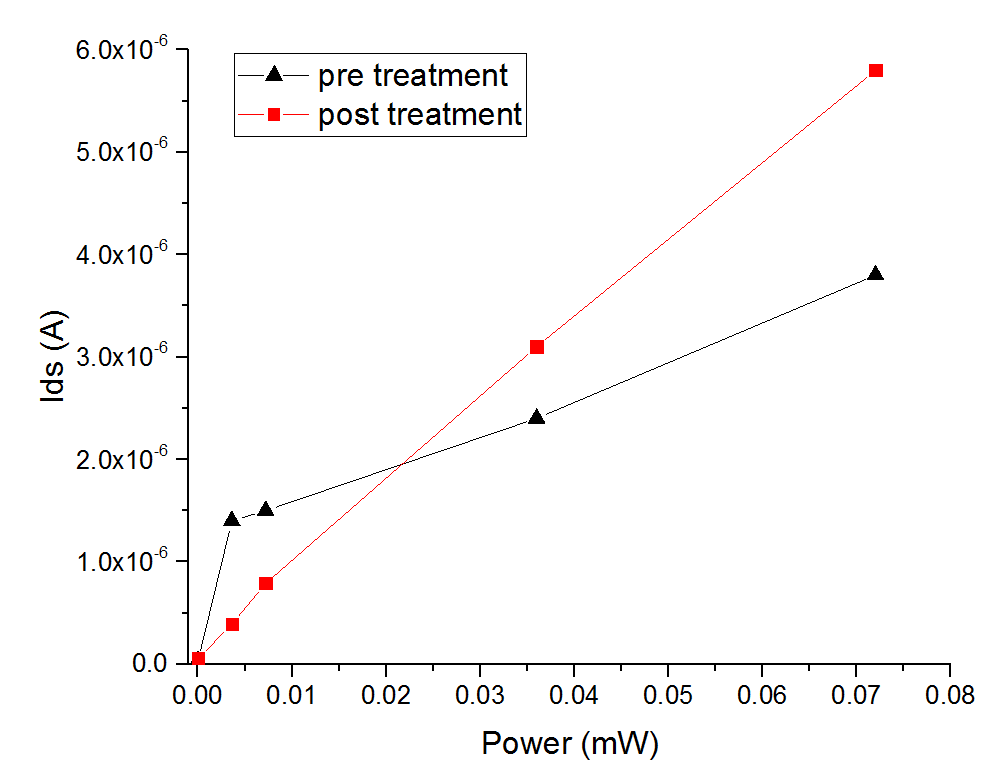 6.0x10⁻⁶
pre treatment
post treatment
5.0x10⁻⁶
4.0x10⁻⁶
Ids (A)
3.0x10⁻⁶
2.0x10⁻⁶
1.0x10⁻⁶
0.0
0.00 0.01 0.02 0.03 0.04 0.05 0.06 0.07 0.08
Power (mW)